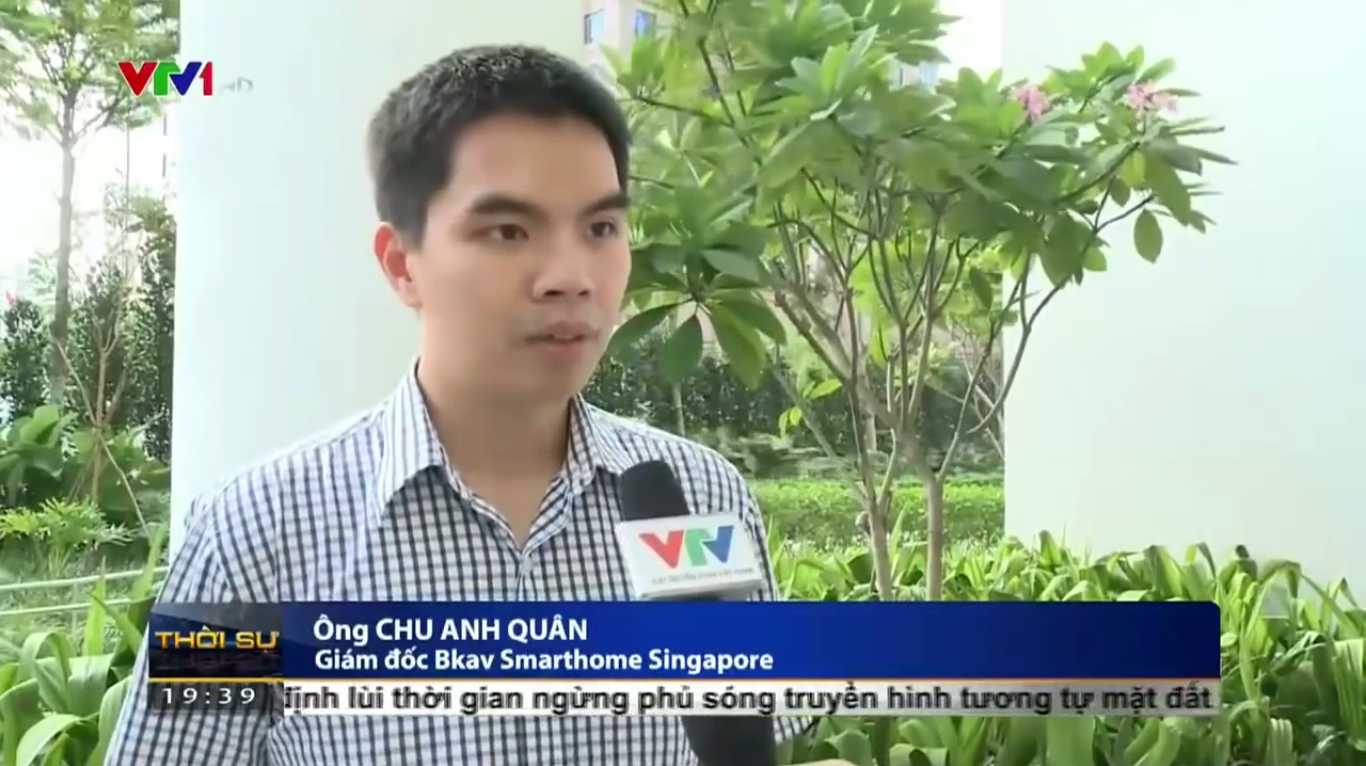 VTV1
VTV
Ông CHU ANH QUÂN
THỜI SỰ
Giám đốc Bkav Smarthome Singapore
19:39
định lùi thời gian ngừng phủ sóng truyền hình tương tự mặt đất